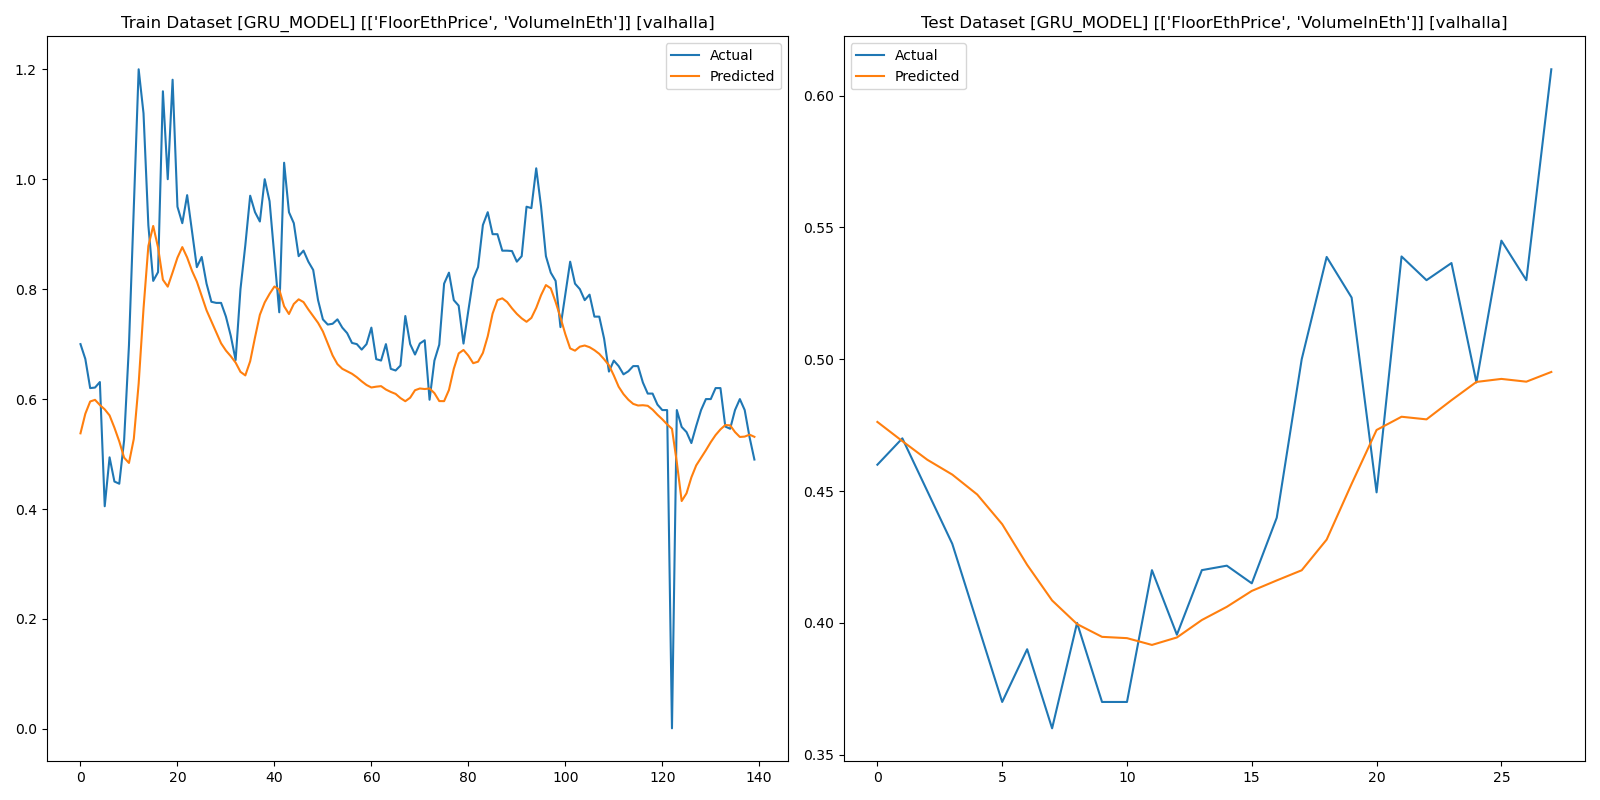 Train Dataset [GRU_MODEL] [['FloorEthPrice', 'VolumeInEth']] [valhalla]
Actual
Predicted
1.2
1.0
0.8
0.6
0.4
0.2
0.0
0 20 40 60 80 100 120 140
Test Dataset [GRU_MODEL] [['FloorEthPrice', 'VolumeInEth']] [valhalla]
Actual
Predicted
0.60
0.55
0.50
0.45
0.40
0.35
0 5 10 15 20 25